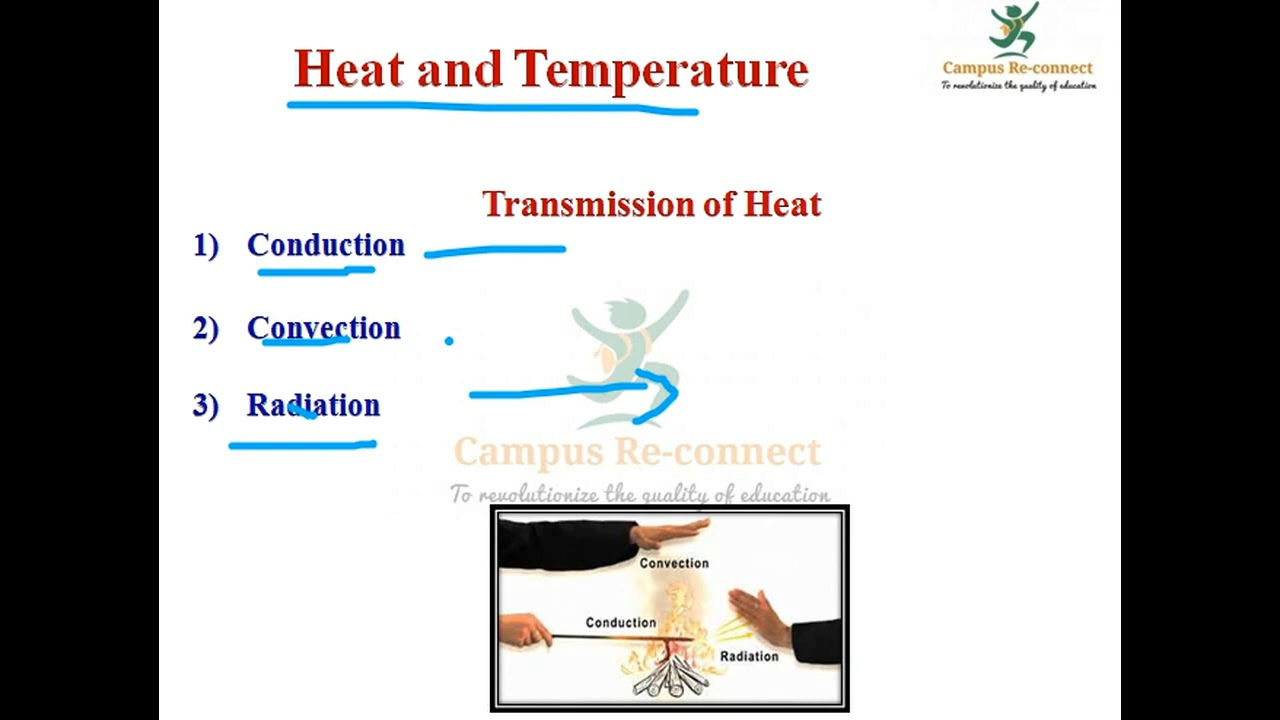 Heat and Temperature
Campus Re-connect
To revolutionize the quality of education
Transmission of Heat
1) Conduction
2) Convection
3) Radiation
Campus Re-connect
To revolutionize the quality of education
Convection
Conduction
Radiation